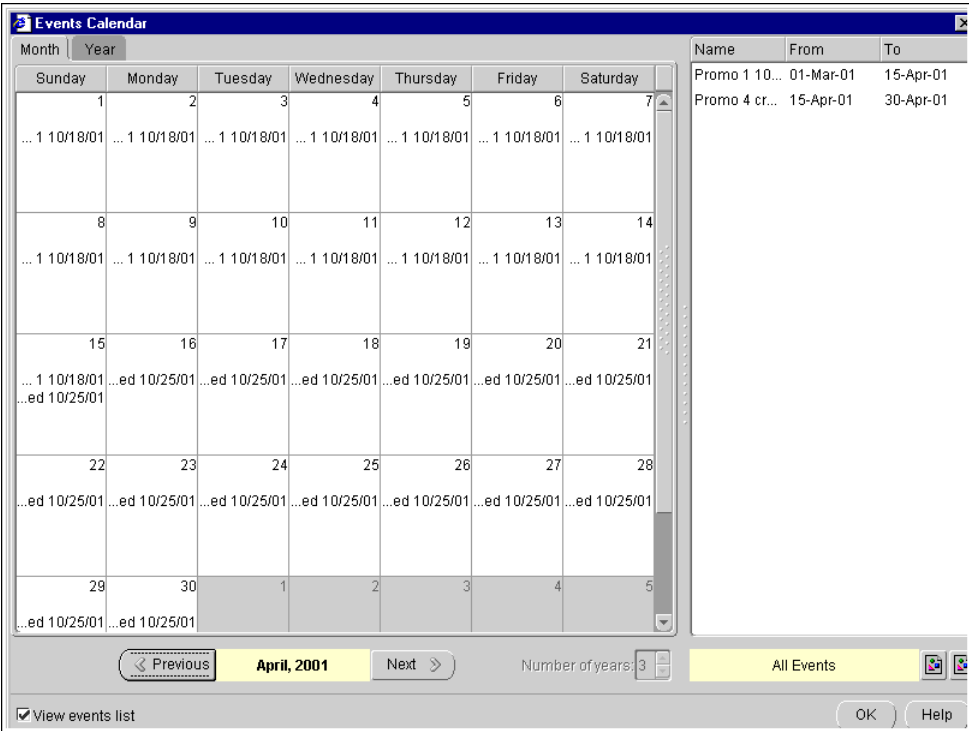 Events Calendar
Month Year
Name From To
Sunday Monday Tuesday Wednesday Thursday Friday Saturday
Promo 1 10... 01-Mar-01 15-Apr-01
Promo 4 cr... 15-Apr-01 30-Apr-01
1 2 3 4 5 6 7
... 1 10/18/01 ... 1 10/18/01 ... 1 10/18/01 ... 1 10/18/01 ... 1 10/18/01 ... 1 10/18/01 ... 1 10/18/01
8 9 10 11 12 13 14
... 1 10/18/01 ... 1 10/18/01 ... 1 10/18/01 ... 1 10/18/01 ... 1 10/18/01 ... 1 10/18/01 ... 1 10/18/01
15 16 17 18 19 20 21
... 1 10/18/01 ...ed 10/25/01 ...ed 10/25/01 ...ed 10/25/01 ...ed 10/25/01 ...ed 10/25/01 ...ed 10/25/01
...ed 10/25/01
22 23 24 25 26 27 28
...ed 10/25/01 ...ed 10/25/01 ...ed 10/25/01 ...ed 10/25/01 ...ed 10/25/01 ...ed 10/25/01 ...ed 10/25/01
29 30 1 2 3 4 5
...ed 10/25/01 ...ed 10/25/01
Previous April, 2001 Next Number of years: 3 All Events
View events list OK Help